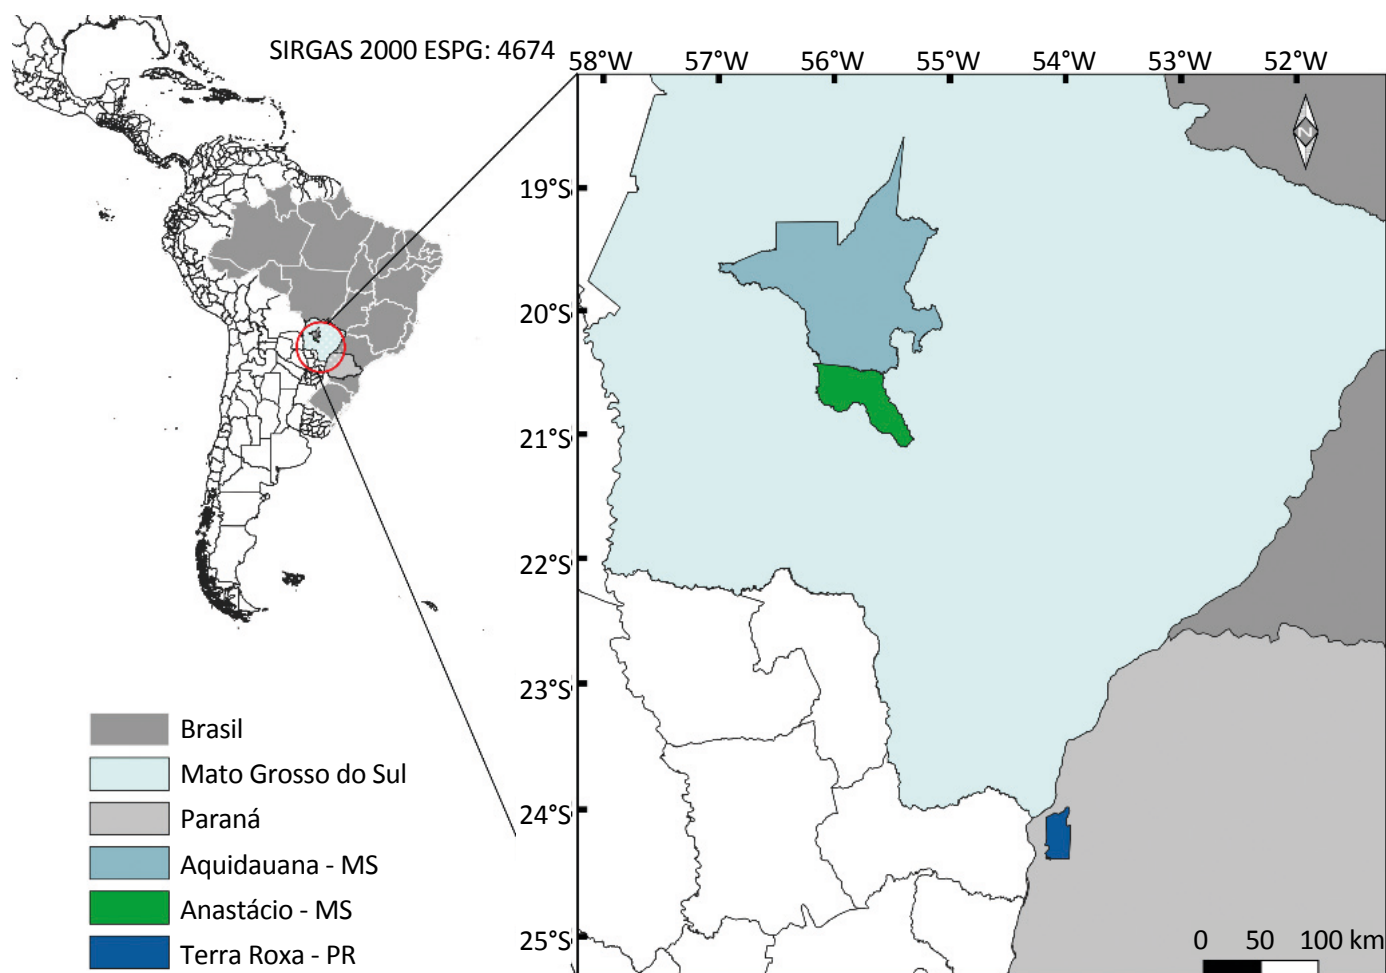 SIRGAS 2000 ESPG: 4674
58°W 57°W 56°W 55°W 54°W 53°W 52°W
N
19°S
20°S
21°S
22°S
23°S
24°S
25°S
Brasil
Mato Grosso do Sul
Paraná
Aquidauana - MS
Anastácio - MS
Terra Roxa - PR
0 50 100 km